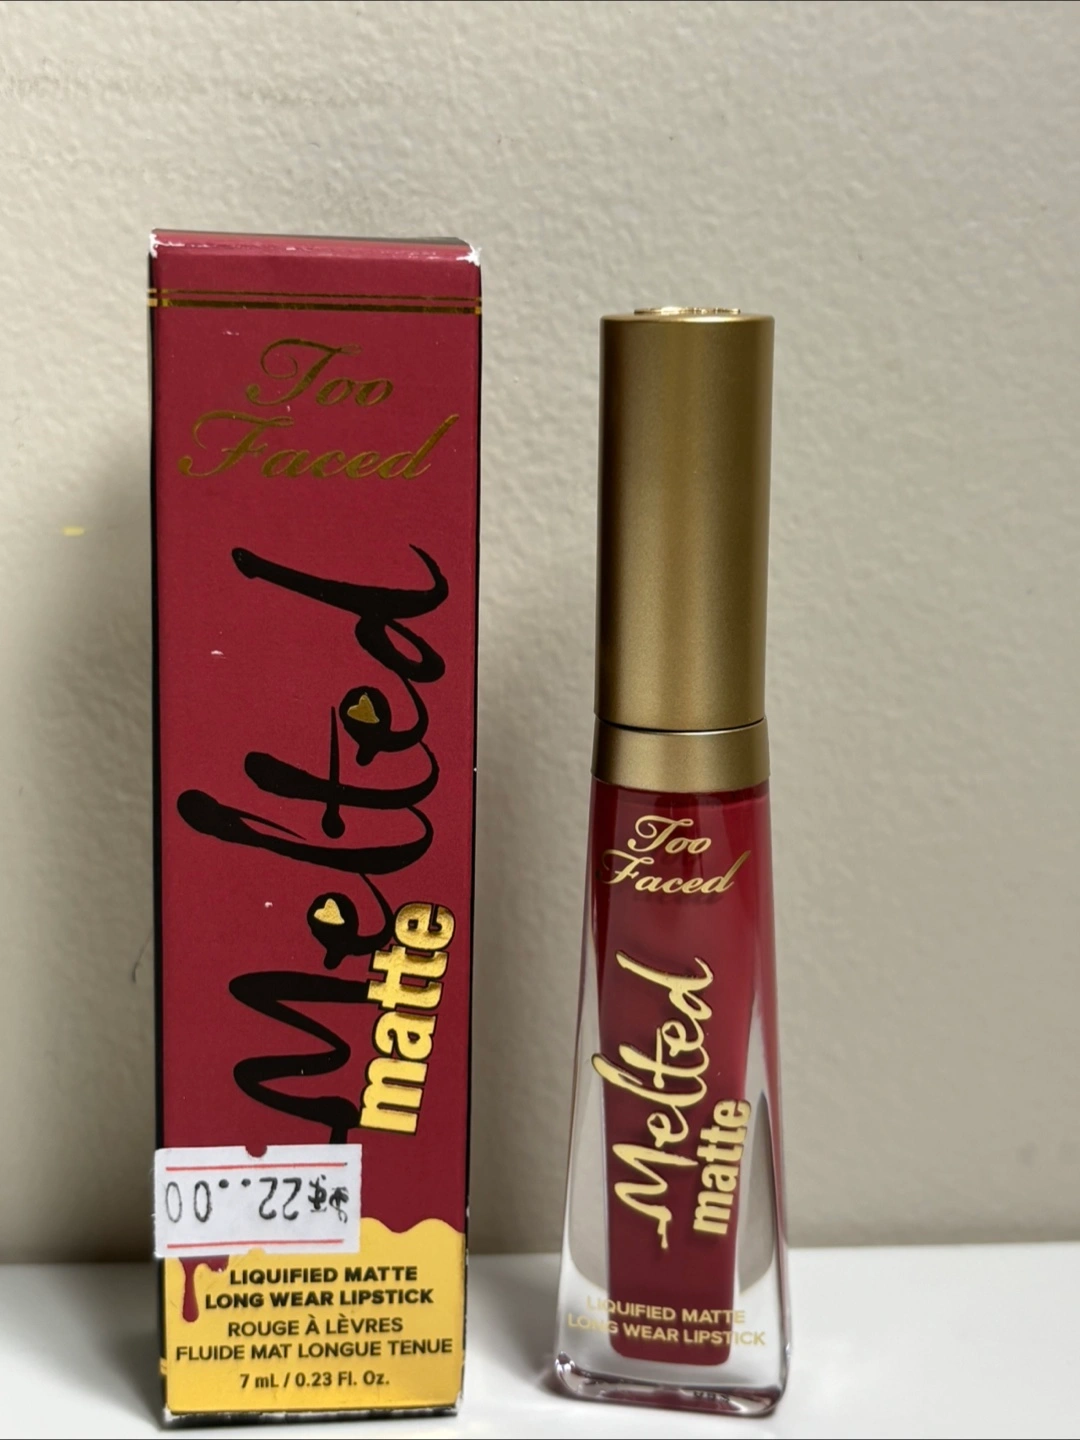 Too
Faced
Melted
matte
$22.00
LIQUIFIED MATTE
LONG WEAR LIPSTICK
ROUGE À LÈVRES
FLUIDE MAT LONGUE TENUE
7 mL / 0.23 Fl. Oz.
Too
Faced
Melted
matte
LIQUIFIED MATTE
LONG WEAR LIPSTICK